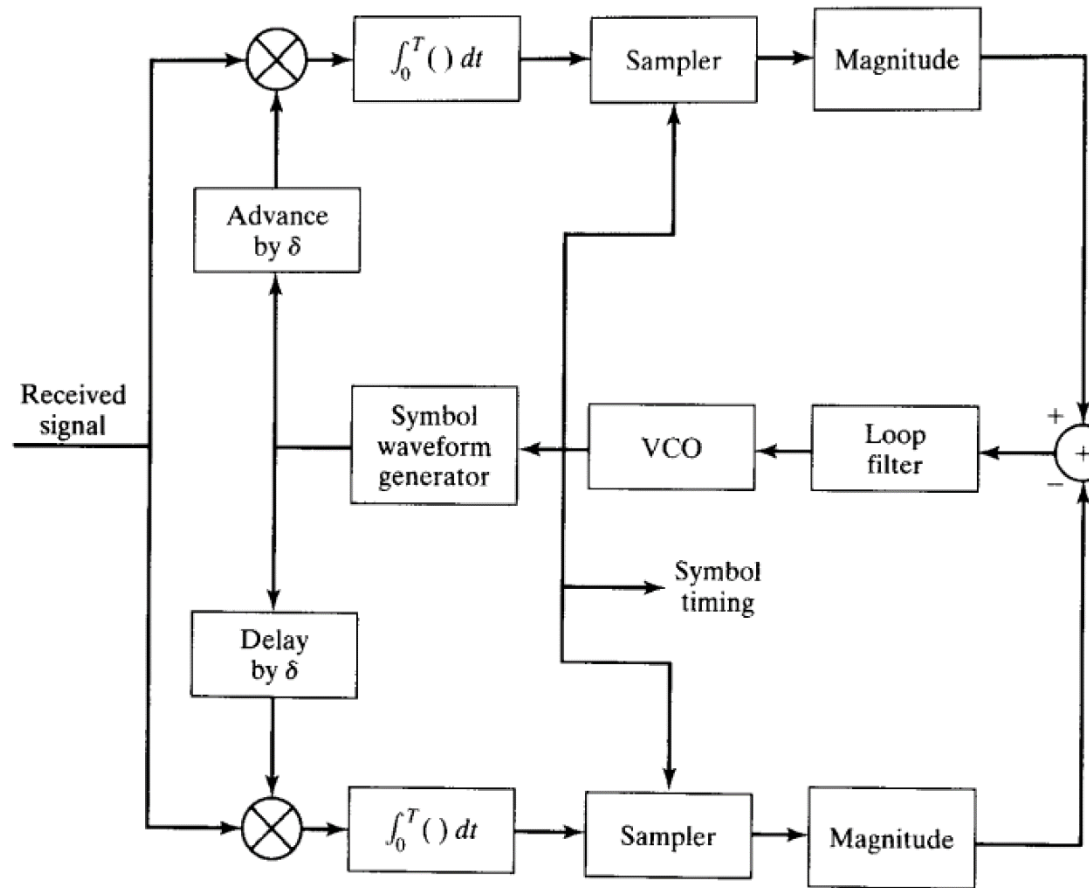 ∫₀ᵀ ( ) dt
Sampler
Magnitude
Advance
by δ
Received
signal
Symbol
waveform
generator
VCO
Loop
filter
+
+
−
Symbol
timing
Delay
by δ
∫₀ᵀ ( ) dt
Sampler
Magnitude